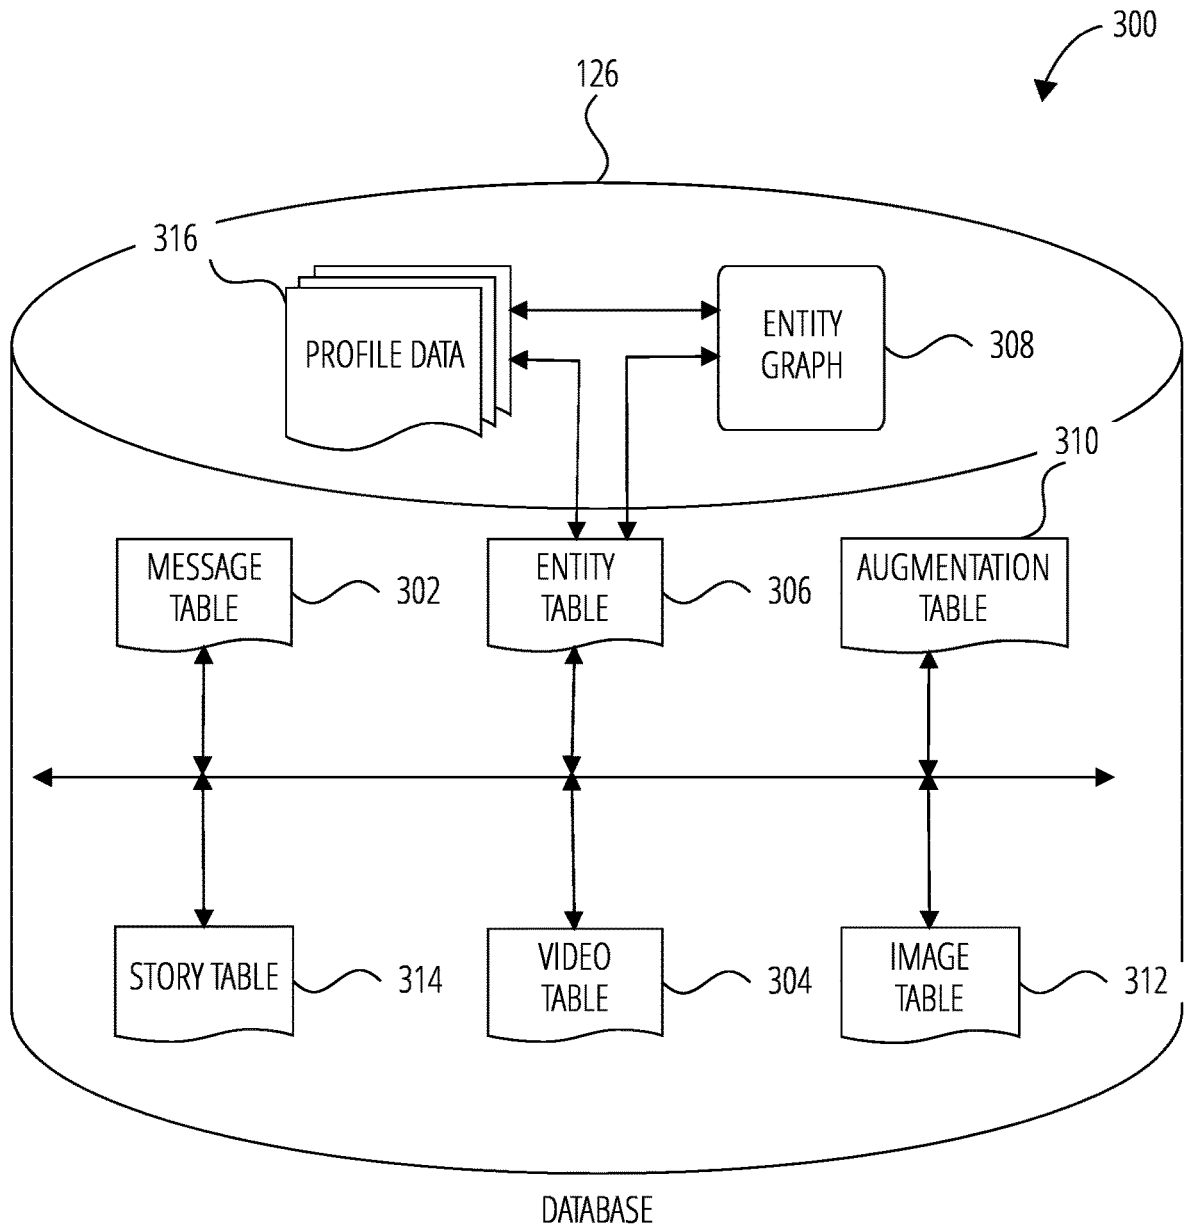 300
126
316
PROFILE DATA
ENTITY
GRAPH
308
310
MESSAGE
TABLE
302
ENTITY
TABLE
306
AUGMENTATION
TABLE
STORY TABLE
314
VIDEO
TABLE
304
IMAGE
TABLE
312
DATABASE